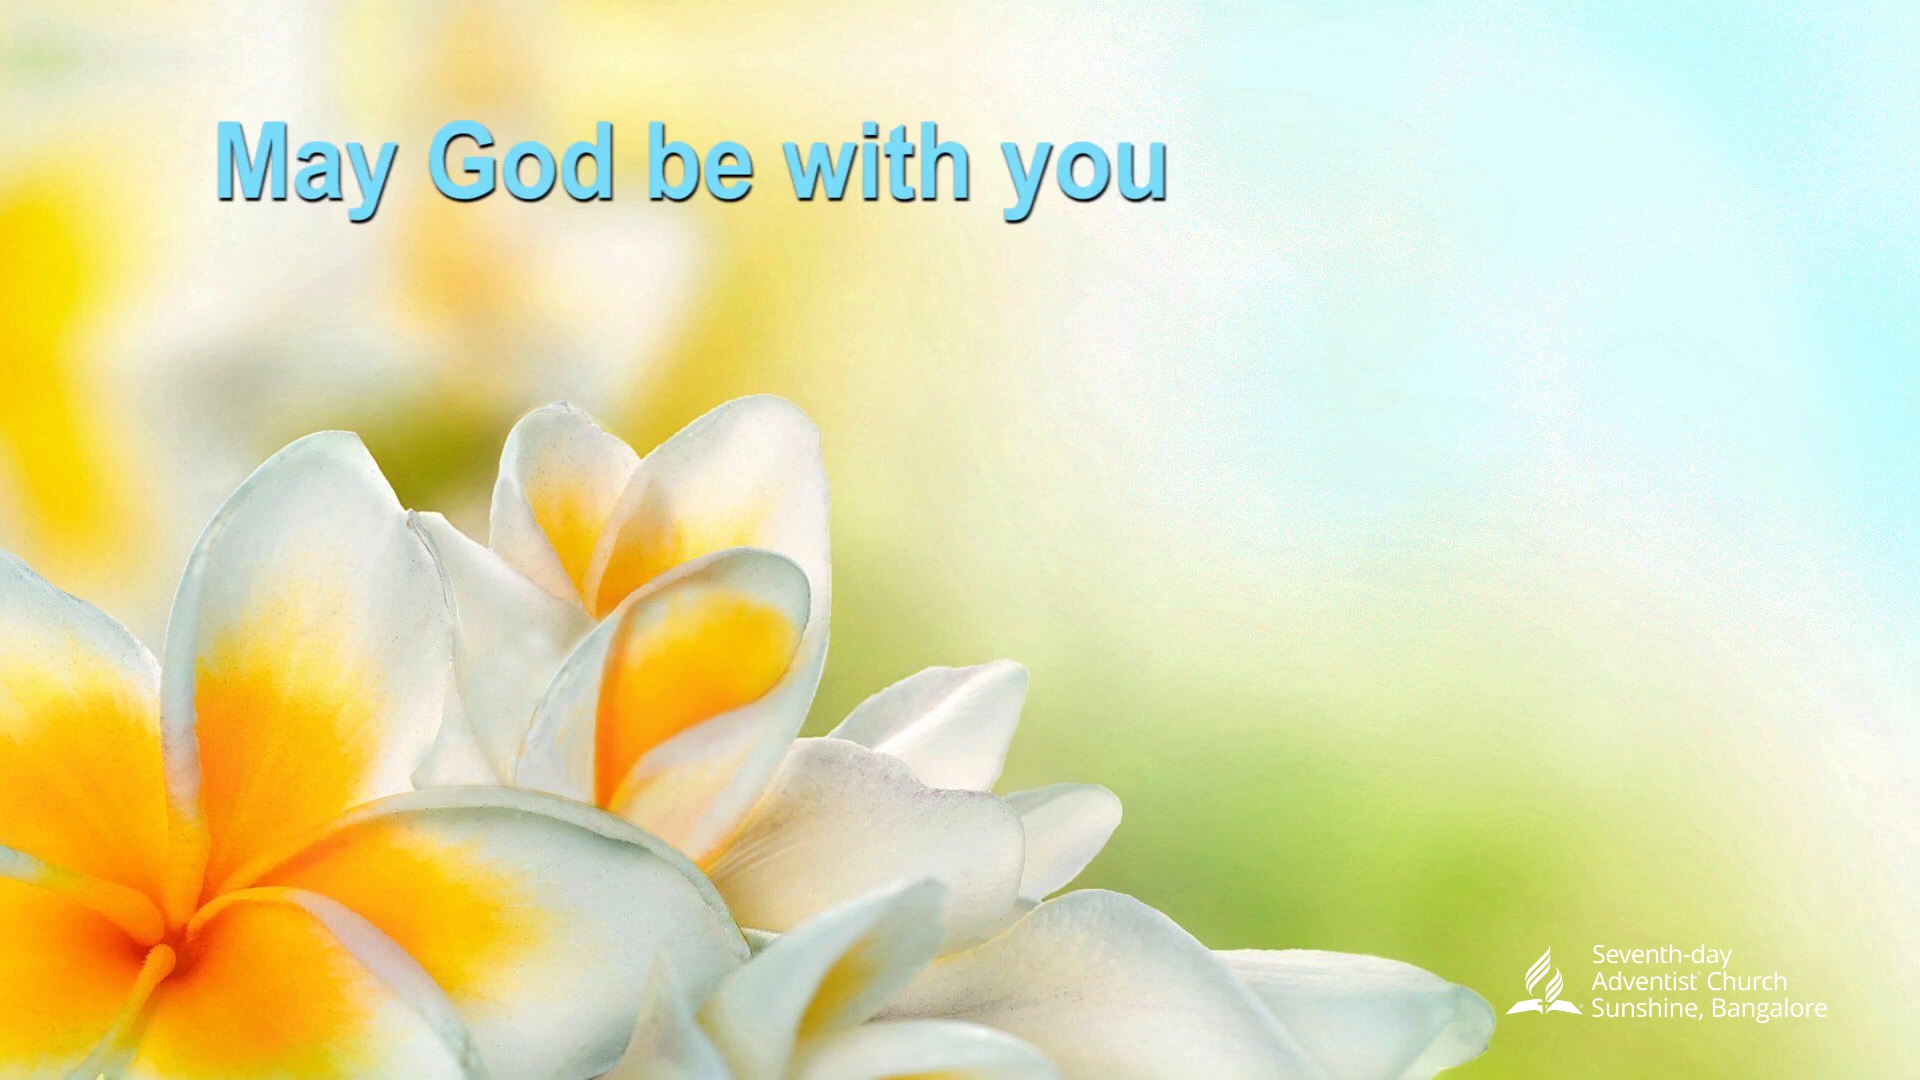 May God be with you
Seventh-day
Adventist® Church
Sunshine, Bangalore